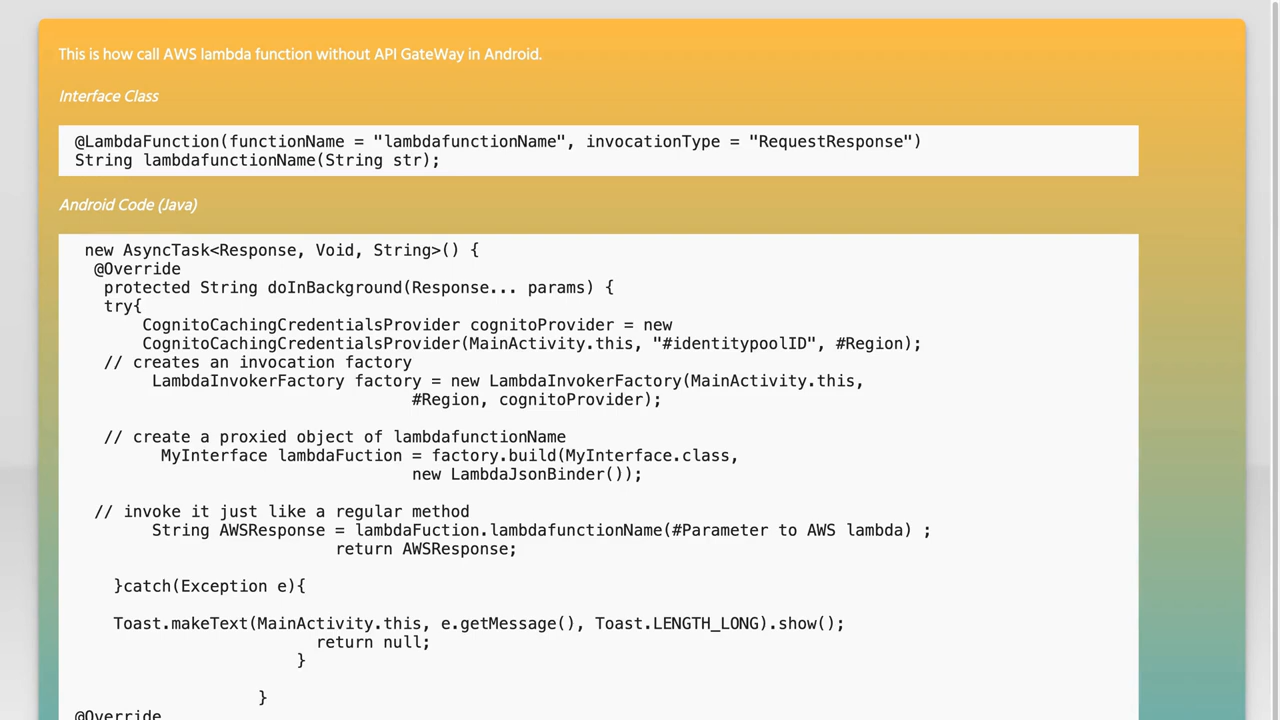 This is how call AWS lambda function without API GateWay in Android.
Interface Class
@LambdaFunction(functionName = "lambdafunctionName", invocationType = "RequestResponse")
String lambdafunctionName(String str);
Android Code (Java)
new AsyncTask<Response, Void, String>() {
@Override
protected String doInBackground(Response... params) {
try{
CognitoCachingCredentialsProvider cognitoProvider = new
CognitoCachingCredentialsProvider(MainActivity.this, "#identitypoolID", #Region);
// creates an invocation factory
LambdaInvokerFactory factory = new LambdaInvokerFactory(MainActivity.this,
#Region, cognitoProvider);
// create a proxied object of lambdafunctionName
MyInterface lambdaFuction = factory.build(MyInterface.class,
new LambdaJsonBinder());
// invoke it just like a regular method
String AWSResponse = lambdaFuction.lambdafunctionName(#Parameter to AWS lambda) ;
return AWSResponse;
}catch(Exception e){
Toast.makeText(MainActivity.this, e.getMessage(), Toast.LENGTH_LONG).show();
return null;
}
}
@Override